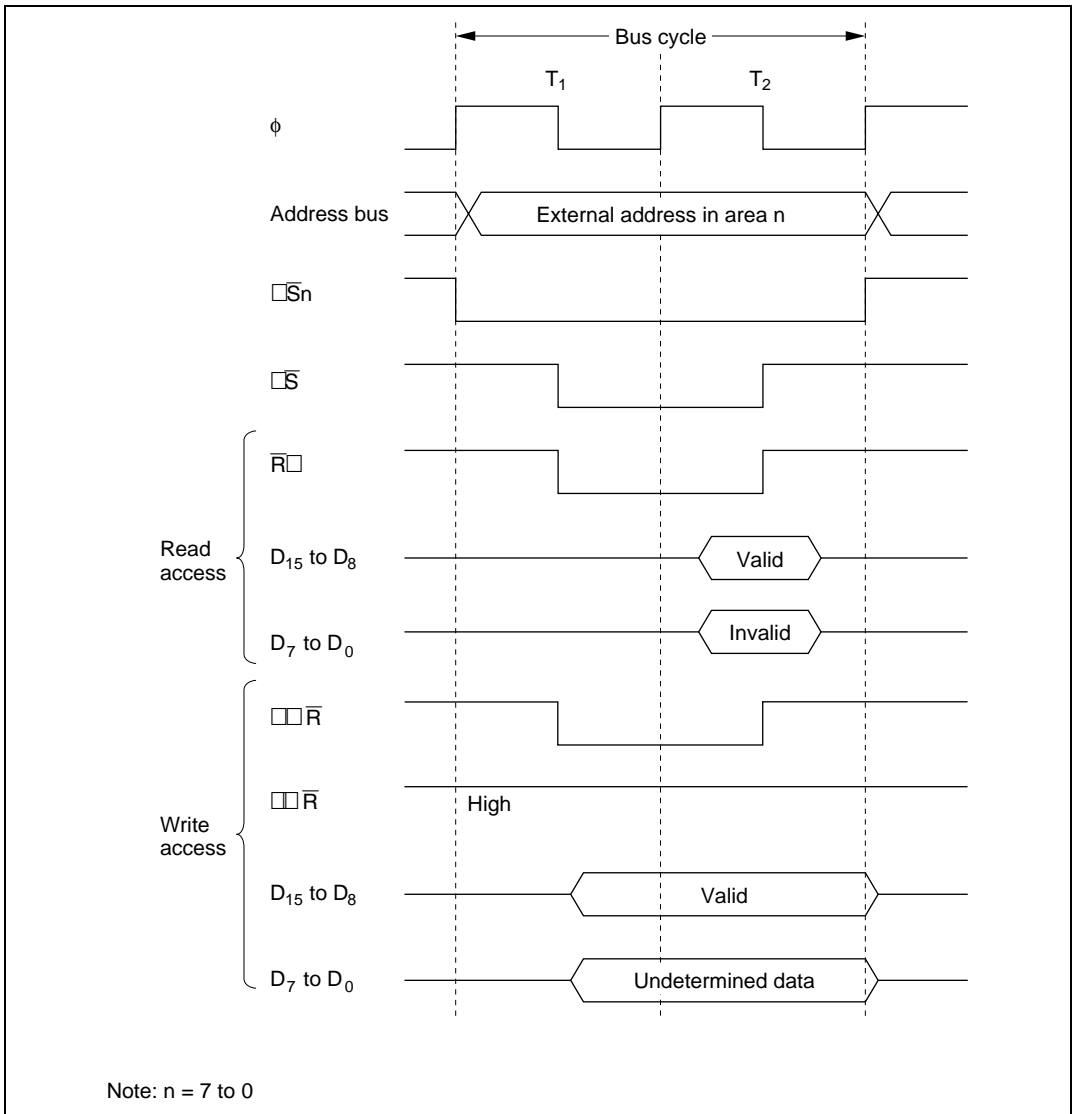 Bus cycle
T₁ T₂
ϕ
Address bus External address in area n
□S̅n
□S̅
R̅□
Read access
D₁₅ to D₈ Valid
D₇ to D₀ Invalid
□□R̅
□□R̅ High
Write access
D₁₅ to D₈ Valid
D₇ to D₀ Undetermined data
Note: n = 7 to 0